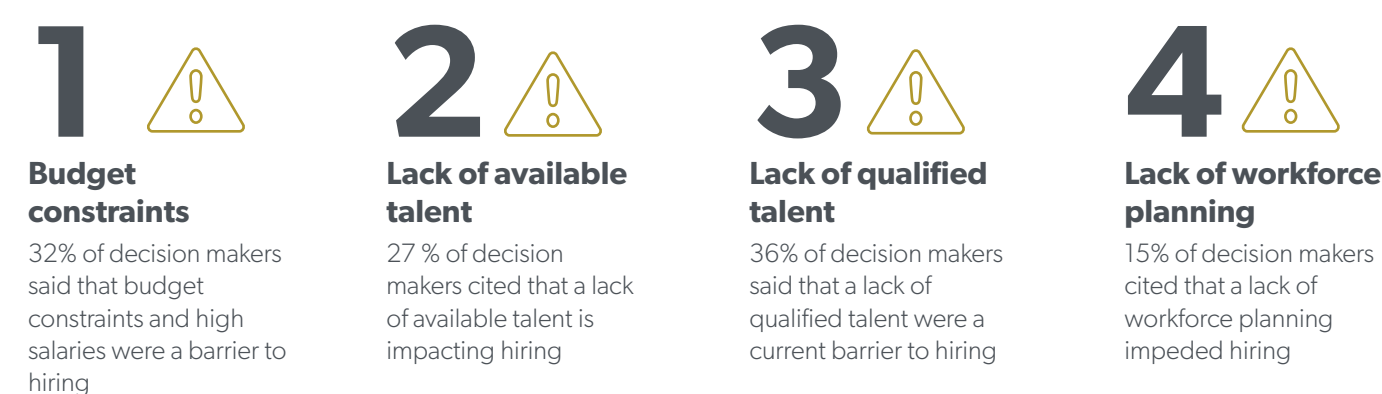 1
Budget
constraints
32% of decision makers
said that budget
constraints and high
salaries were a barrier to
hiring
2
Lack of available
talent
27 % of decision
makers cited that a lack
of available talent is
impacting hiring
3
Lack of qualified
talent
36% of decision makers
said that a lack of
qualified talent were a
current barrier to hiring
4
Lack of workforce
planning
15% of decision makers
cited that a lack of
workforce planning
impeded hiring